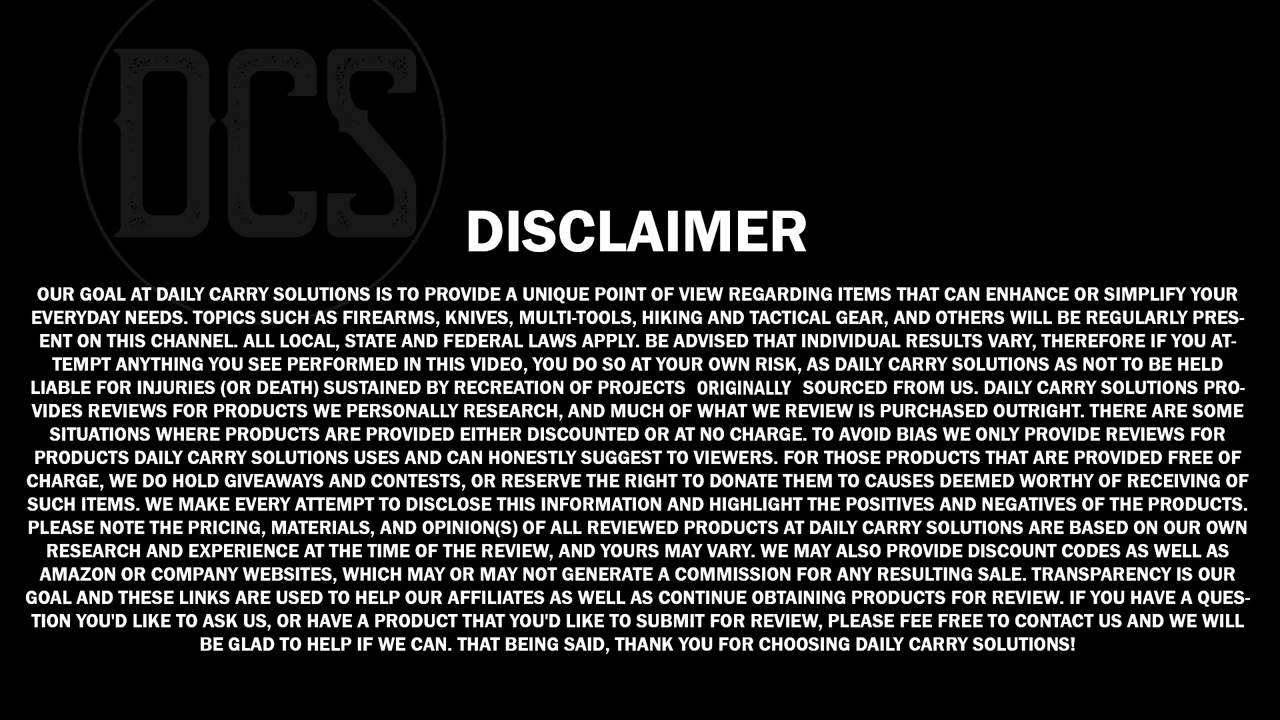 DCS
DISCLAIMER
OUR GOAL AT DAILY CARRY SOLUTIONS IS TO PROVIDE A UNIQUE POINT OF VIEW REGARDING ITEMS THAT CAN ENHANCE OR SIMPLIFY YOUR
EVERYDAY NEEDS. TOPICS SUCH AS FIREARMS, KNIVES, MULTI-TOOLS, HIKING AND TACTICAL GEAR, AND OTHERS WILL BE REGULARLY PRES-
ENT ON THIS CHANNEL. ALL LOCAL, STATE AND FEDERAL LAWS APPLY. BE ADVISED THAT INDIVIDUAL RESULTS VARY, THEREFORE IF YOU AT-
TEMPT ANYTHING YOU SEE PERFORMED IN THIS VIDEO, YOU DO SO AT YOUR OWN RISK, AS DAILY CARRY SOLUTIONS AS NOT TO BE HELD
LIABLE FOR INJURIES (OR DEATH) SUSTAINED BY RECREATION OF PROJECTS ORIGINALLY SOURCED FROM US. DAILY CARRY SOLUTIONS PRO-
VIDES REVIEWS FOR PRODUCTS WE PERSONALLY RESEARCH, AND MUCH OF WHAT WE REVIEW IS PURCHASED OUTRIGHT. THERE ARE SOME
SITUATIONS WHERE PRODUCTS ARE PROVIDED EITHER DISCOUNTED OR AT NO CHARGE. TO AVOID BIAS WE ONLY PROVIDE REVIEWS FOR
PRODUCTS DAILY CARRY SOLUTIONS USES AND CAN HONESTLY SUGGEST TO VIEWERS. FOR THOSE PRODUCTS THAT ARE PROVIDED FREE OF
CHARGE, WE DO HOLD GIVEAWAYS AND CONTESTS, OR RESERVE THE RIGHT TO DONATE THEM TO CAUSES DEEMED WORTHY OF RECEIVING OF
SUCH ITEMS. WE MAKE EVERY ATTEMPT TO DISCLOSE THIS INFORMATION AND HIGHLIGHT THE POSITIVES AND NEGATIVES OF THE PRODUCTS.
PLEASE NOTE THE PRICING, MATERIALS, AND OPINION(S) OF ALL REVIEWED PRODUCTS AT DAILY CARRY SOLUTIONS ARE BASED ON OUR OWN
RESEARCH AND EXPERIENCE AT THE TIME OF THE REVIEW, AND YOURS MAY VARY. WE MAY ALSO PROVIDE DISCOUNT CODES AS WELL AS
AMAZON OR COMPANY WEBSITES, WHICH MAY OR MAY NOT GENERATE A COMMISSION FOR ANY RESULTING SALE. TRANSPARENCY IS OUR
GOAL AND THESE LINKS ARE USED TO HELP OUR AFFILIATES AS WELL AS CONTINUE OBTAINING PRODUCTS FOR REVIEW. IF YOU HAVE A QUES-
TION YOU'D LIKE TO ASK US, OR HAVE A PRODUCT THAT YOU'D LIKE TO SUBMIT FOR REVIEW, PLEASE FEE FREE TO CONTACT US AND WE WILL
BE GLAD TO HELP IF WE CAN. THAT BEING SAID, THANK YOU FOR CHOOSING DAILY CARRY SOLUTIONS!